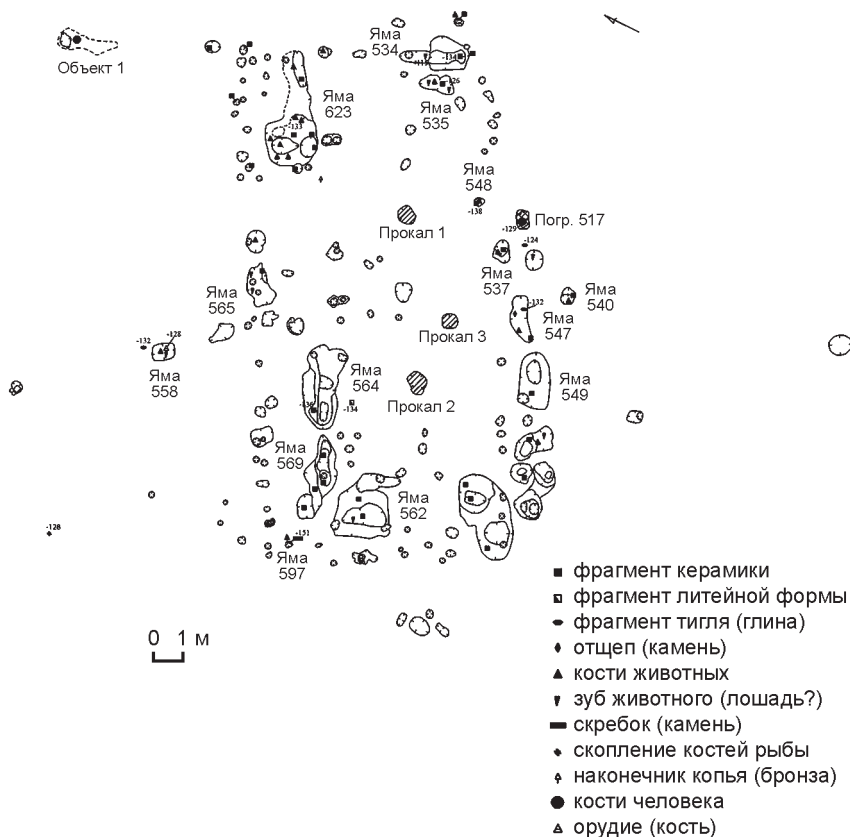 Объект 1
Яма
534
-134
Яма
623
-126
Яма
535
-133
Яма
548
-138
Погр. 517
-129
-124
Прокал 1
Яма
537
Яма
540
Яма
565
-132
Яма
547
Прокал 3
-132
-128
Яма
558
Яма
564
Прокал 2
Яма
549
-134
Яма
569
Яма
562
-128
-151
Яма
597
0 1 м
фрагмент керамики
фрагмент литейной формы
фрагмент тигля (глина)
отщеп (камень)
кости животных
зуб животного (лошадь?)
скребок (камень)
скопление костей рыбы
наконечник копья (бронза)
кости человека
орудие (кость)